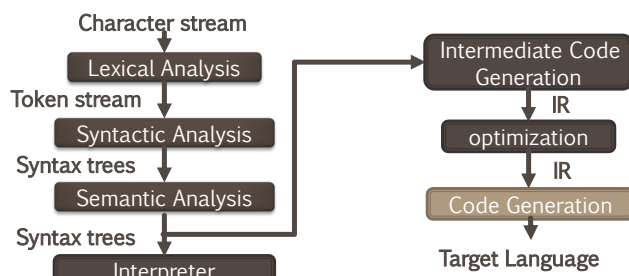 Character stream
Lexical Analysis
Token stream
Syntactic Analysis
Syntax trees
Semantic Analysis
Syntax trees
Interpreter
Intermediate Code
Generation
IR
optimization
IR
Code Generation
Target Language